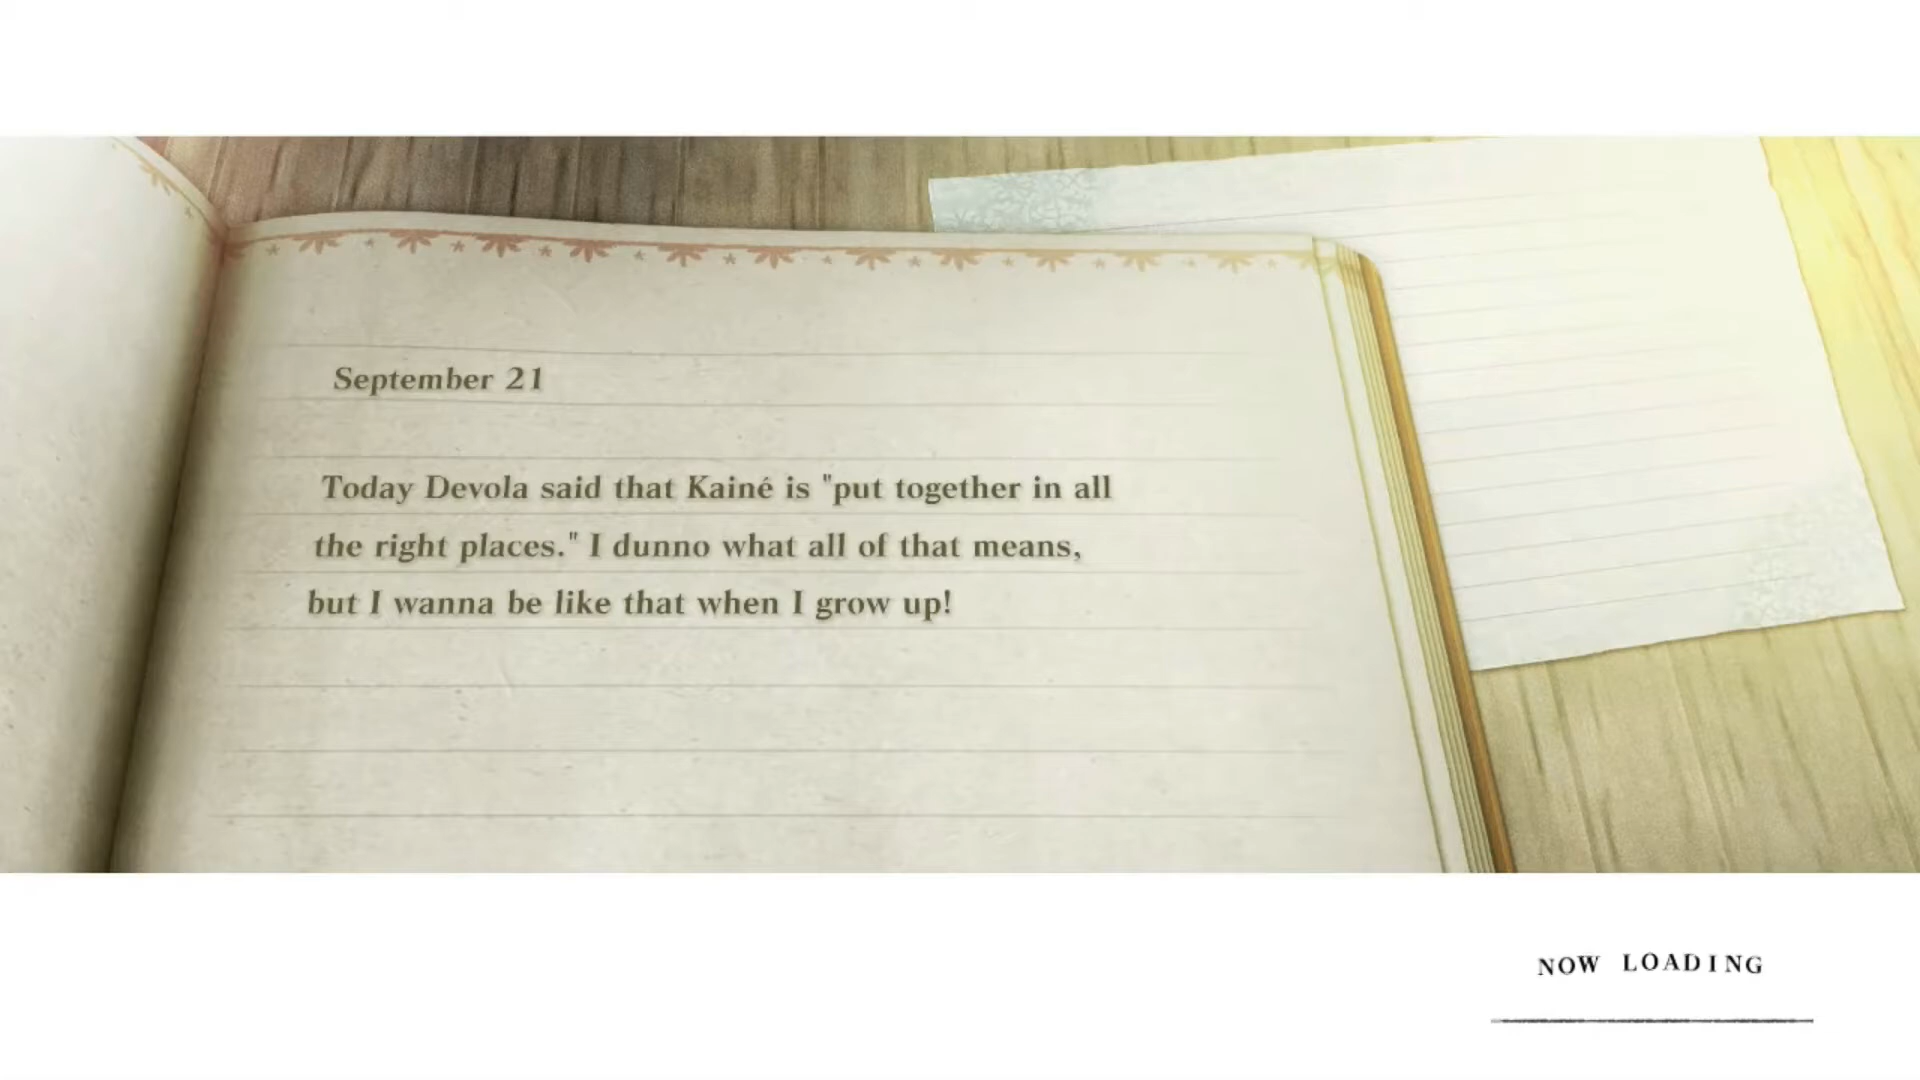 September 21
Today Devola said that Kainé is "put together in all
the right places." I dunno what all of that means,
but I wanna be like that when I grow up!
NOW LOADING